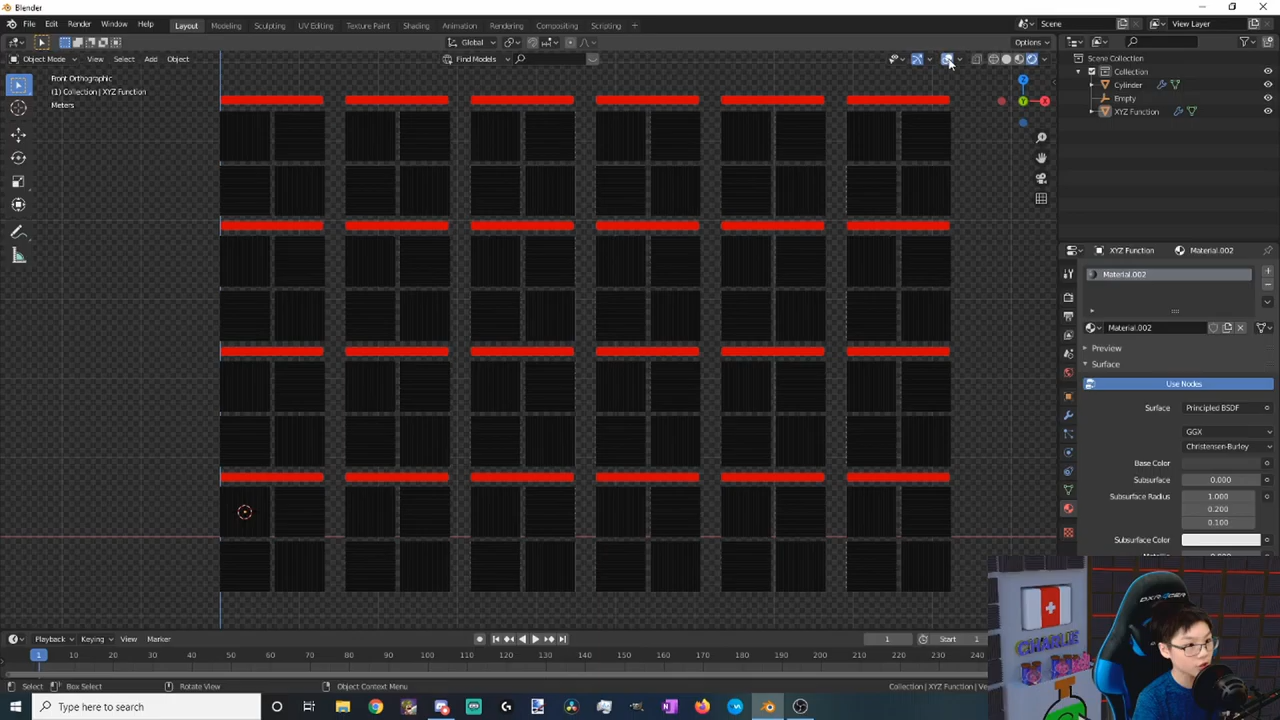 Blender
File Edit Render Window Help Layout Modeling Sculpting UV Editing Texture Paint Shading Animation Rendering Compositing Scripting + Scene View Layer
Global Options
Object Mode View Select Add Object Find Models
Front Orthographic
(1) Collection | XYZ Function
Meters
Scene Collection
Collection
Cylinder
Empty
XYZ Function
Z
Y
X
XYZ Function Material.002
Material.002
Material.002
Preview
Surface
Use Nodes
Surface Principled BSDF
GGX
Christensen-Burley
Base Color
Subsurface 0.000
Subsurface Radius 1.000
0.200
0.100
Subsurface Color
DXRACER
CHARLIE
Playback Keying View Marker 1 Start 1
1 10 20 30 40 50 60 70 80 90 100 110 120 130 140 150 160 170 180 190 200 210 220 230
Select Box Select Rotate View Object Context Menu Collection | XYZ Function
Type here to search